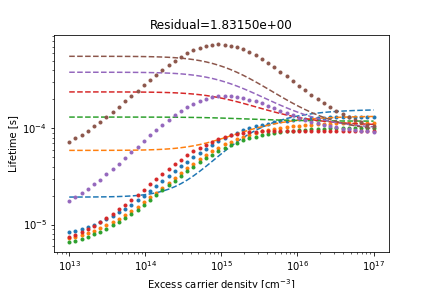 Residual=1.83150e+00
Lifetime [s]
10⁻⁴
10⁻⁵
10¹³ 10¹⁴ 10¹⁵ 10¹⁶ 10¹⁷
Excess carrier density [cm⁻³]